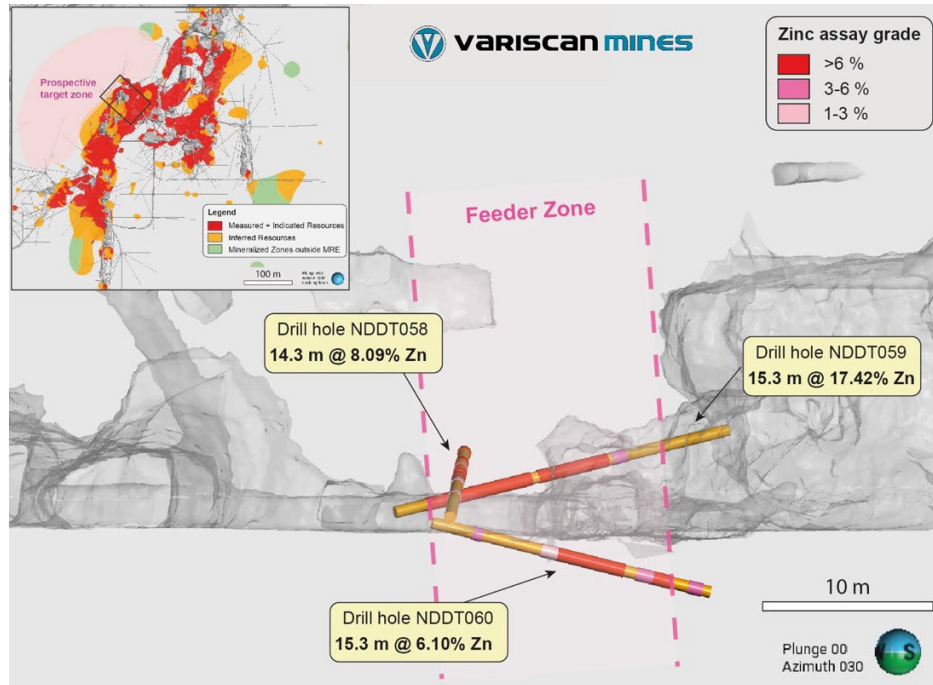 Prospective
target zone
Legend
Measured + Indicated Resources
Inferred Resources
Mineralized Zones outside MRE
100 m
VARISCAN MINES
Zinc assay grade
>6 %
3-6 %
1-3 %
Feeder Zone
Drill hole NDDT058
14.3 m @ 8.09% Zn
Drill hole NDDT059
15.3 m @ 17.42% Zn
Drill hole NDDT060
15.3 m @ 6.10% Zn
10 m
Plunge 00
Azimuth 030
S